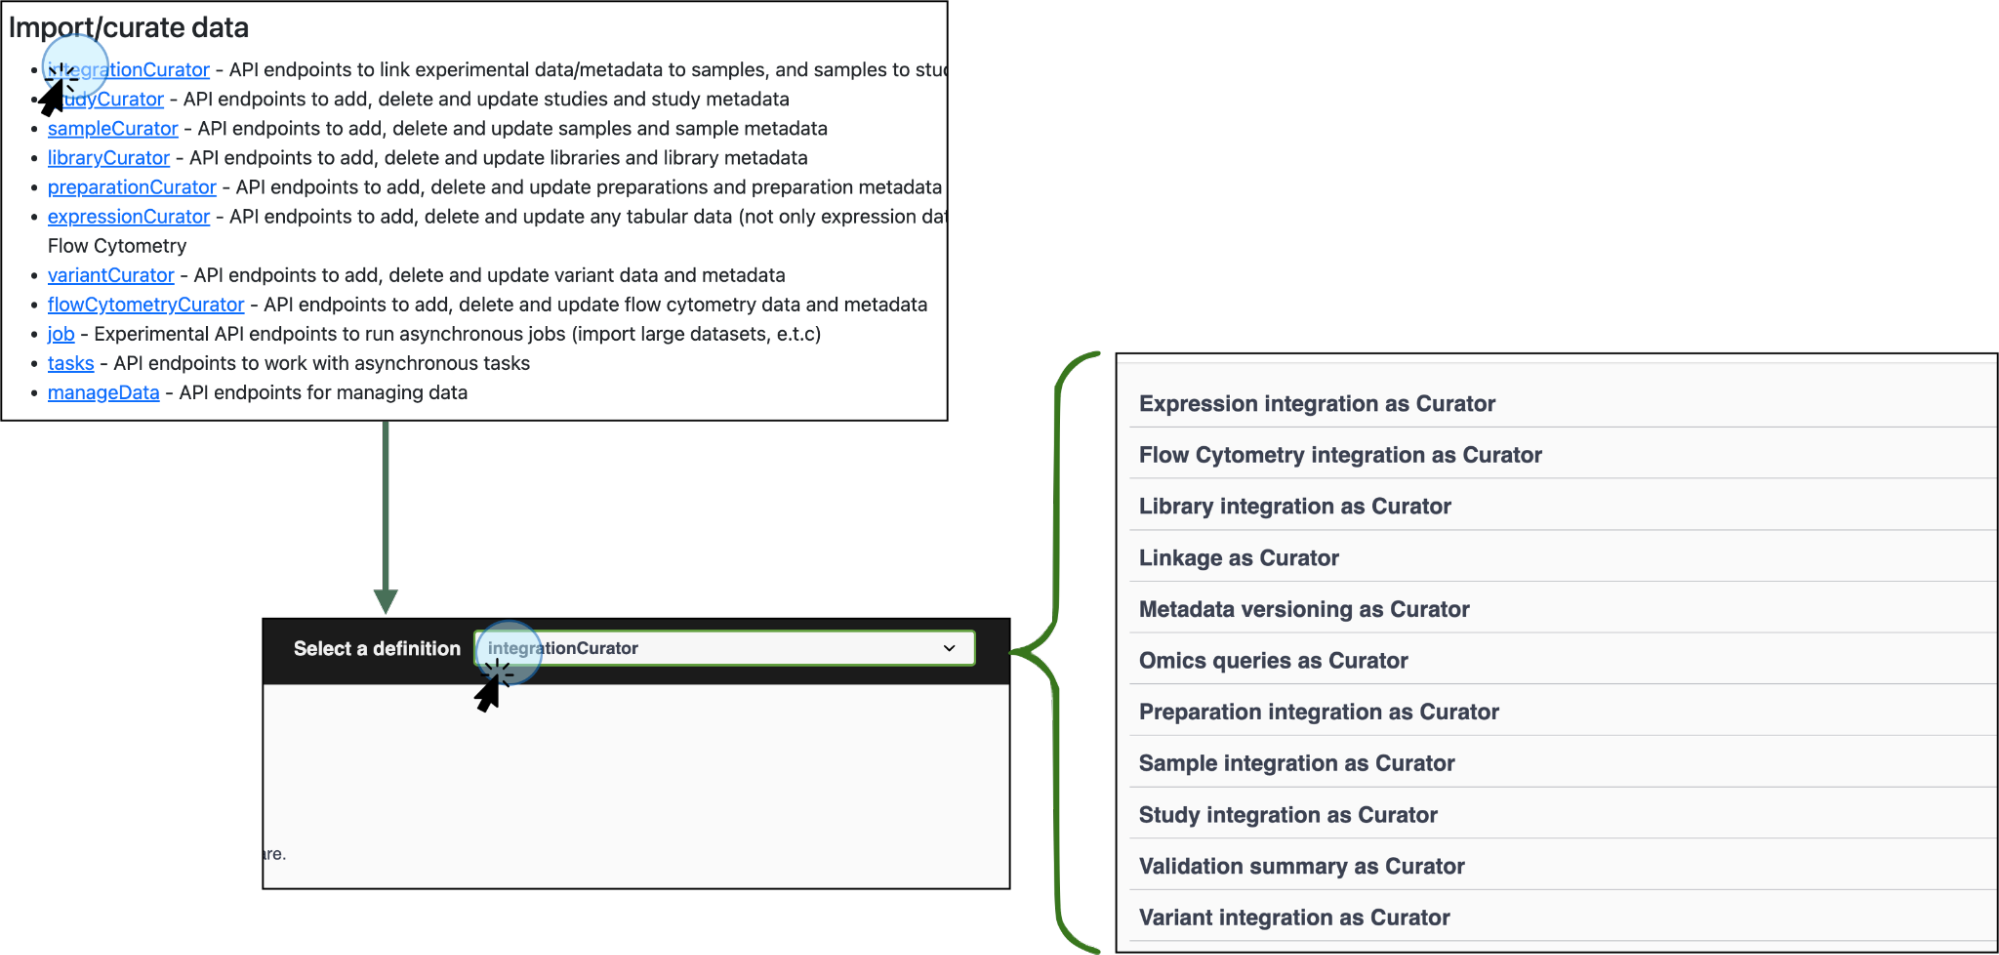 Import/curate data
• integrationCurator - API endpoints to link experimental data/metadata to samples, and samples to
• studyCurator - API endpoints to add, delete and update studies and study metadata
• sampleCurator - API endpoints to add, delete and update samples and sample metadata
• libraryCurator - API endpoints to add, delete and update libraries and library metadata
• preparationCurator - API endpoints to add, delete and update preparations and preparation metadata
• expressionCurator - API endpoints to add, delete and update any tabular data (not only expression
Flow Cytometry
• variantCurator - API endpoints to add, delete and update variant data and metadata
• flowCytometryCurator - API endpoints to add, delete and update flow cytometry data and metadata
• job - Experimental API endpoints to run asynchronous jobs (import large datasets, e.t.c)
• tasks - API endpoints to work with asynchronous tasks
• manageData - API endpoints for managing data
Select a definition integrationCurator
are.
Expression integration as Curator
Flow Cytometry integration as Curator
Library integration as Curator
Linkage as Curator
Metadata versioning as Curator
Omics queries as Curator
Preparation integration as Curator
Sample integration as Curator
Study integration as Curator
Validation summary as Curator
Variant integration as Curator